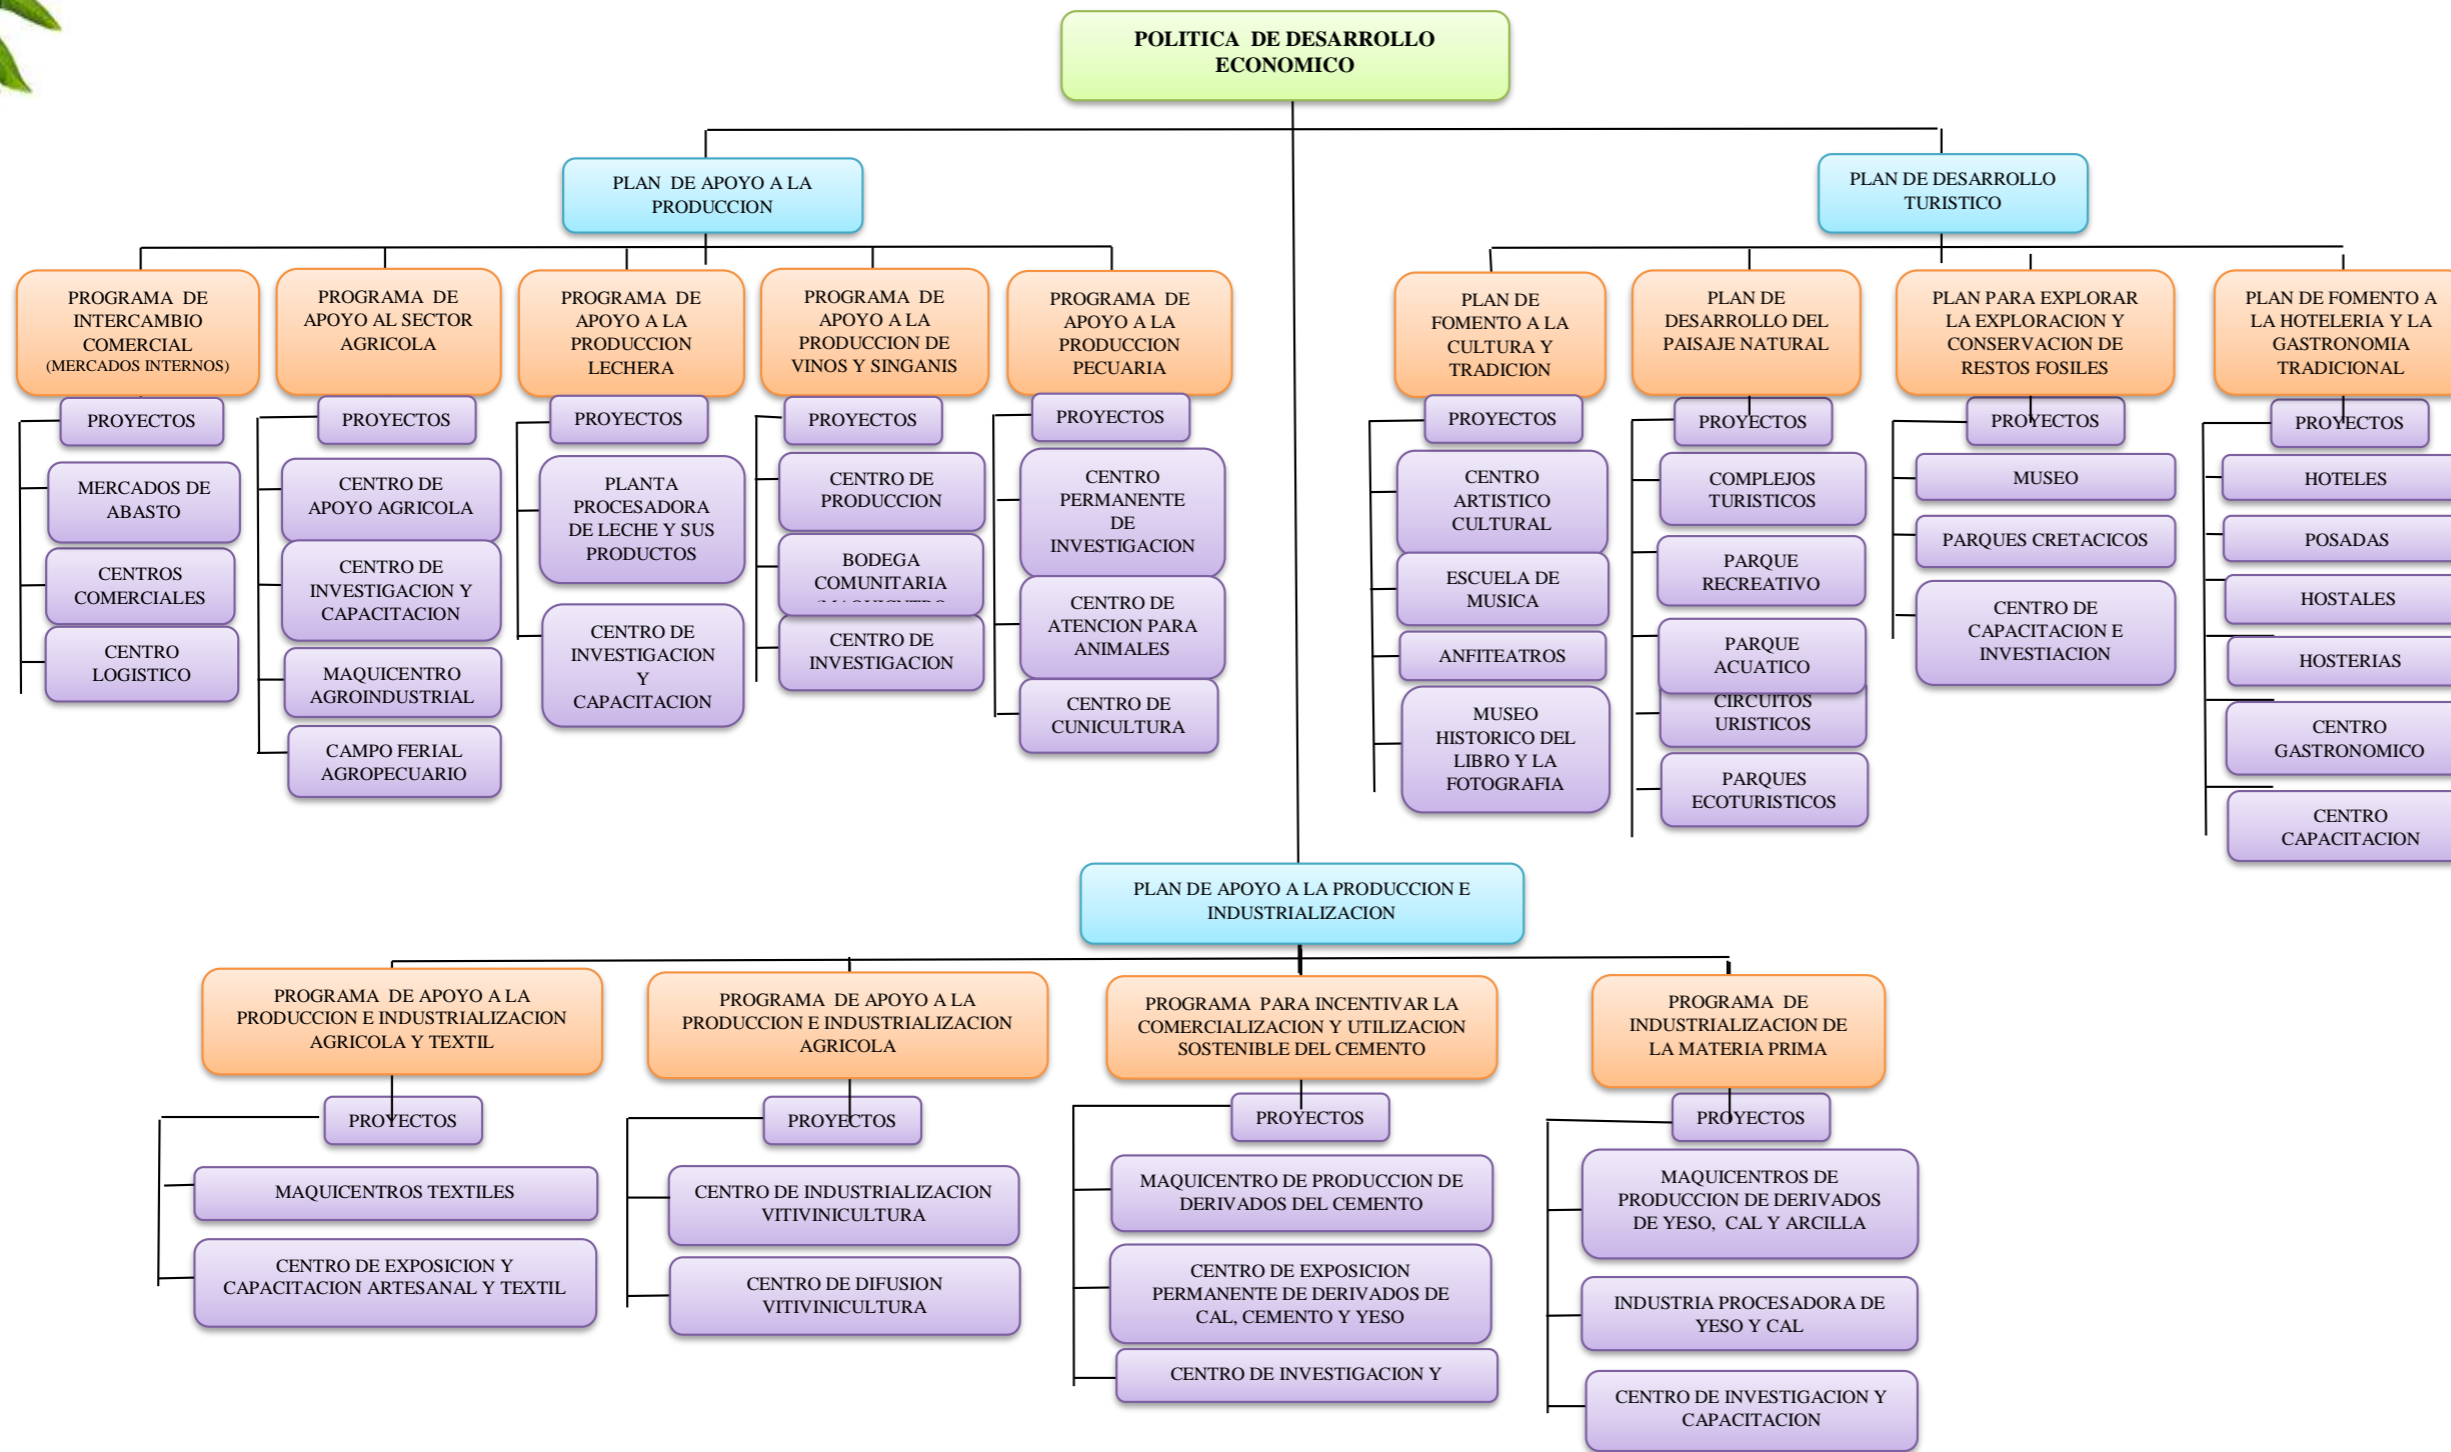 POLITICA DE DESARROLLO
ECONOMICO
PLAN DE APOYO A LA
PRODUCCION
PLAN DE DESARROLLO
TURISTICO
PROGRAMA DE
INTERCAMBIO
COMERCIAL
(MERCADOS INTERNOS)
PROYECTOS
MERCADOS DE
ABASTO
CENTROS
COMERCIALES
CENTRO
LOGISTICO
PROGRAMA DE
APOYO AL SECTOR
AGRICOLA
PROYECTOS
CENTRO DE
APOYO AGRICOLA
CENTRO DE
INVESTIGACION Y
CAPACITACION
MAQUICENTRO
AGROINDUSTRIAL
CAMPO FERIAL
AGROPECUARIO
PROGRAMA DE
APOYO A LA
PRODUCCION
LECHERA
PROYECTOS
PLANTA
PROCESADORA
DE LECHE Y SUS
PRODUCTOS
CENTRO DE
INVESTIGACION
Y
CAPACITACION
PROGRAMA DE
APOYO A LA
PRODUCCION DE
VINOS Y SINGANIS
PROYECTOS
CENTRO DE
PRODUCCION
BODEGA
COMUNITARIA
CENTRO DE
INVESTIGACION
PROGRAMA DE
APOYO A LA
PRODUCCION
PECUARIA
PROYECTOS
CENTRO
PERMANENTE
DE
INVESTIGACION
CENTRO DE
ATENCION PARA
ANIMALES
CENTRO DE
CUNICULTURA
PLAN DE
FOMENTO A LA
CULTURA Y
TRADICION
PROYECTOS
CENTRO
ARTISTICO
CULTURAL
ESCUELA DE
MUSICA
ANFITEATROS
MUSEO
HISTORICO DEL
LIBRO Y LA
FOTOGRAFIA
PLAN DE
DESARROLLO DEL
PAISAJE NATURAL
PROYECTOS
COMPLEJOS
TURISTICOS
PARQUE
RECREATIVO
PARQUE
ACUATICO
CIRCUITOS
URISTICOS
PARQUES
ECOTURISTICOS
PLAN PARA EXPLORAR
LA EXPLORACION Y
CONSERVACION DE
RESTOS FOSILES
PROYECTOS
MUSEO
PARQUES CRETACICOS
CENTRO DE
CAPACITACION E
INVESTIACION
PLAN DE FOMENTO A
LA HOTELERIA Y LA
GASTRONOMIA
TRADICIONAL
PROYECTOS
HOTELES
POSADAS
HOSTALES
HOSTERIAS
CENTRO
GASTRONOMICO
CENTRO
CAPACITACION
PLAN DE APOYO A LA PRODUCCION E
INDUSTRIALIZACION
PROGRAMA DE APOYO A LA
PRODUCCION E INDUSTRIALIZACION
AGRICOLA Y TEXTIL
PROYECTOS
MAQUICENTROS TEXTILES
CENTRO DE EXPOSICION Y
CAPACITACION ARTESANAL Y TEXTIL
PROGRAMA DE APOYO A LA
PRODUCCION E INDUSTRIALIZACION
AGRICOLA
PROYECTOS
CENTRO DE INDUSTRIALIZACION
VITIVINICULTURA
CENTRO DE DIFUSION
VITIVINICULTURA
PROGRAMA PARA INCENTIVAR LA
COMERCIALIZACION Y UTILIZACION
SOSTENIBLE DEL CEMENTO
PROYECTOS
MAQUICENTRO DE PRODUCCION DE
DERIVADOS DEL CEMENTO
CENTRO DE EXPOSICION
PERMANENTE DE DERIVADOS DE
CAL, CEMENTO Y YESO
CENTRO DE INVESTIGACION Y
PROGRAMA DE
INDUSTRIALIZACION DE
LA MATERIA PRIMA
PROYECTOS
MAQUICENTROS DE
PRODUCCION DE DERIVADOS
DE YESO, CAL Y ARCILLA
INDUSTRIA PROCESADORA DE
YESO Y CAL
CENTRO DE INVESTIGACION Y
CAPACITACION